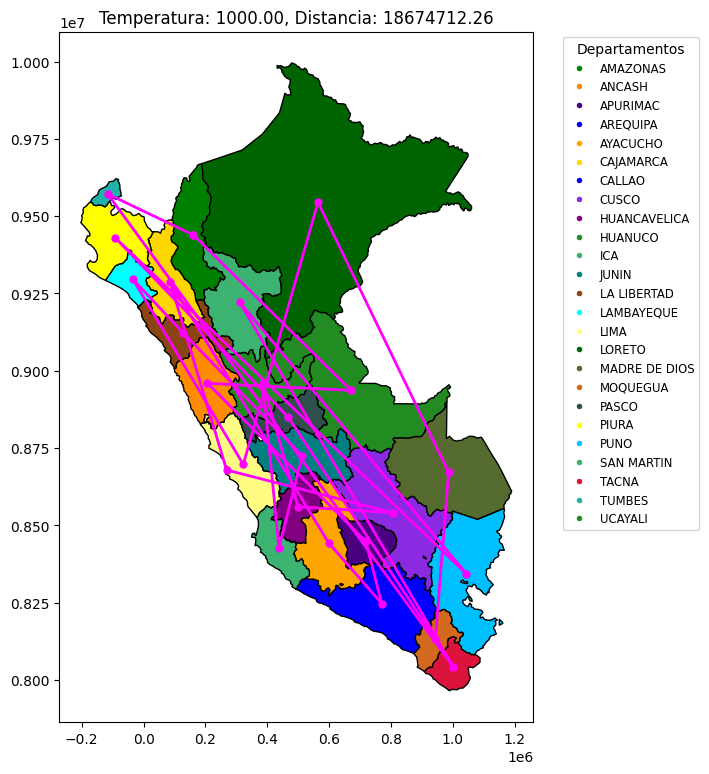 Temperatura: 1000.00, Distancia: 18674712.26
1e7
1.000
0.975
0.950
0.925
0.900
0.875
0.850
0.825
0.800
−0.2 0.0 0.2 0.4 0.6 0.8 1.0 1.2
1e6
Departamentos
AMAZONAS
ANCASH
APURIMAC
AREQUIPA
AYACUCHO
CAJAMARCA
CALLAO
CUSCO
HUANCAVELICA
HUANUCO
ICA
JUNIN
LA LIBERTAD
LAMBAYEQUE
LIMA
LORETO
MADRE DE DIOS
MOQUEGUA
PASCO
PIURA
PUNO
SAN MARTIN
TACNA
TUMBES
UCAYALI